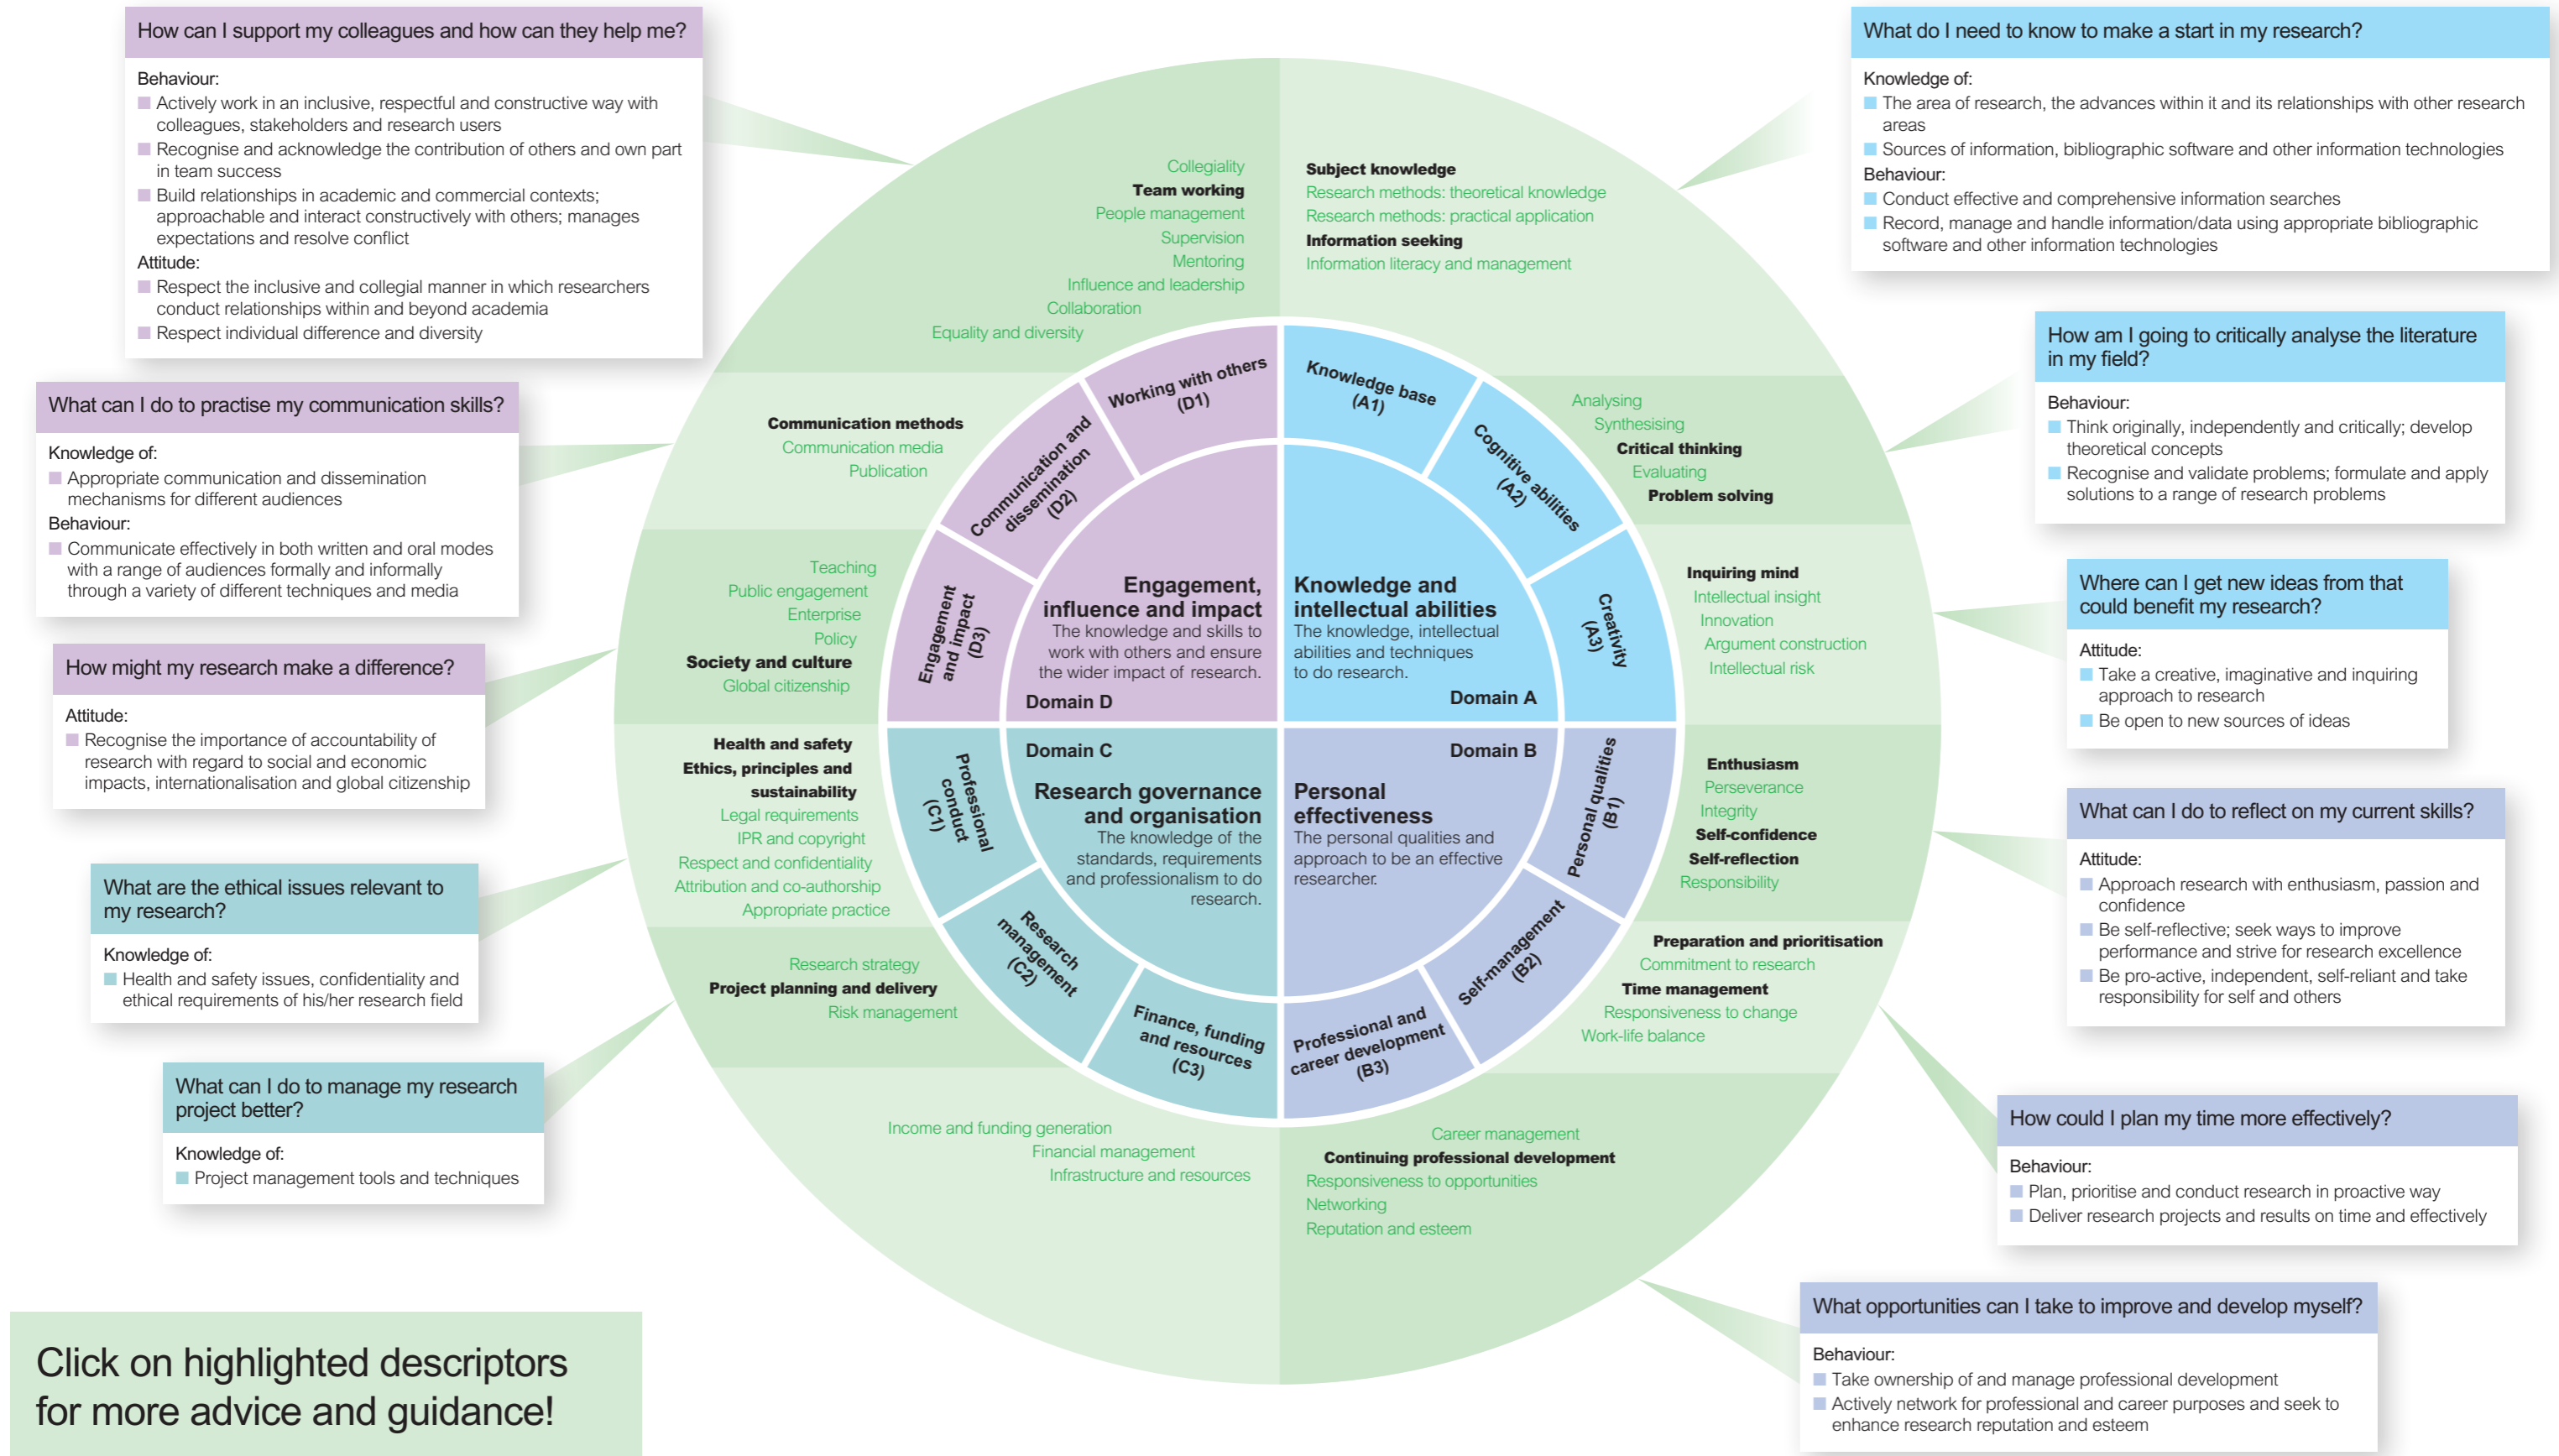 How can I support my colleagues and how can they help me?
Behaviour:
Actively work in an inclusive, respectful and constructive way with
colleagues, stakeholders and research users
Recognise and acknowledge the contribution of others and own part
in team success
Build relationships in academic and commercial contexts;
approachable and interact constructively with others; manages
expectations and resolve conflict
Attitude:
Respect the inclusive and collegial manner in which researchers
conduct relationships within and beyond academia
Respect individual difference and diversity
What can I do to practise my communication skills?
Knowledge of:
Appropriate communication and dissemination
mechanisms for different audiences
Behaviour:
Communicate effectively in both written and oral modes
with a range of audiences formally and informally
through a variety of different techniques and media
How might my research make a difference?
Attitude:
Recognise the importance of accountability of
research with regard to social and economic
impacts, internationalisation and global citizenship
What are the ethical issues relevant to
my research?
Knowledge of:
Health and safety issues, confidentiality and
ethical requirements of his/her research field
What can I do to manage my research
project better?
Knowledge of:
Project management tools and techniques
Click on highlighted descriptors
for more advice and guidance!
Collegiality
Team working
People management
Supervision
Mentoring
Influence and leadership
Collaboration
Equality and diversity
Communication methods
Communication media
Publication
Teaching
Public engagement
Enterprise
Policy
Society and culture
Global citizenship
Health and safety
Ethics, principles and
sustainability
Legal requirements
IPR and copyright
Respect and confidentiality
Attribution and co-authorship
Appropriate practice
Research strategy
Project planning and delivery
Risk management
Income and funding generation
Financial management
Infrastructure and resources
Working with others
(D1)
Communication and
dissemination
(D2)
Engagement
and impact
(D3)
Professional
conduct
(C1)
Research
management
(C2)
Finance, funding
and resources
(C3)
Engagement,
influence and impact
The knowledge and skills to
work with others and ensure
the wider impact of research.
Domain D
Knowledge and
intellectual abilities
The knowledge, intellectual
abilities and techniques
to do research.
Domain A
Domain C
Research governance
and organisation
The knowledge of the
standards, requirements
and professionalism to do
research.
Domain B
Personal
effectiveness
The personal qualities and
approach to be an effective
researcher.
Knowledge base
(A1)
Cognitive abilities
(A2)
Creativity
(A3)
Personal qualities
(B1)
Self-management
(B2)
Professional and
career development
(B3)
Subject knowledge
Research methods: theoretical knowledge
Research methods: practical application
Information seeking
Information literacy and management
Analysing
Synthesising
Critical thinking
Evaluating
Problem solving
Inquiring mind
Intellectual insight
Innovation
Argument construction
Intellectual risk
Enthusiasm
Perseverance
Integrity
Self-confidence
Self-reflection
Responsibility
Preparation and prioritisation
Commitment to research
Time management
Responsiveness to change
Work-life balance
Career management
Continuing professional development
Responsiveness to opportunities
Networking
Reputation and esteem
What do I need to know to make a start in my research?
Knowledge of:
The area of research, the advances within it and its relationships with other research
areas
Sources of information, bibliographic software and other information technologies
Behaviour:
Conduct effective and comprehensive information searches
Record, manage and handle information/data using appropriate bibliographic
software and other information technologies
How am I going to critically analyse the literature
in my field?
Behaviour:
Think originally, independently and critically; develop
theoretical concepts
Recognise and validate problems; formulate and apply
solutions to a range of research problems
Where can I get new ideas from that
could benefit my research?
Attitude:
Take a creative, imaginative and inquiring
approach to research
Be open to new sources of ideas
What can I do to reflect on my current skills?
Attitude:
Approach research with enthusiasm, passion and
confidence
Be self-reflective; seek ways to improve
performance and strive for research excellence
Be pro-active, independent, self-reliant and take
responsibility for self and others
How could I plan my time more effectively?
Behaviour:
Plan, prioritise and conduct research in proactive way
Deliver research projects and results on time and effectively
What opportunities can I take to improve and develop myself?
Behaviour:
Take ownership of and manage professional development
Actively network for professional and career purposes and seek to
enhance research reputation and esteem